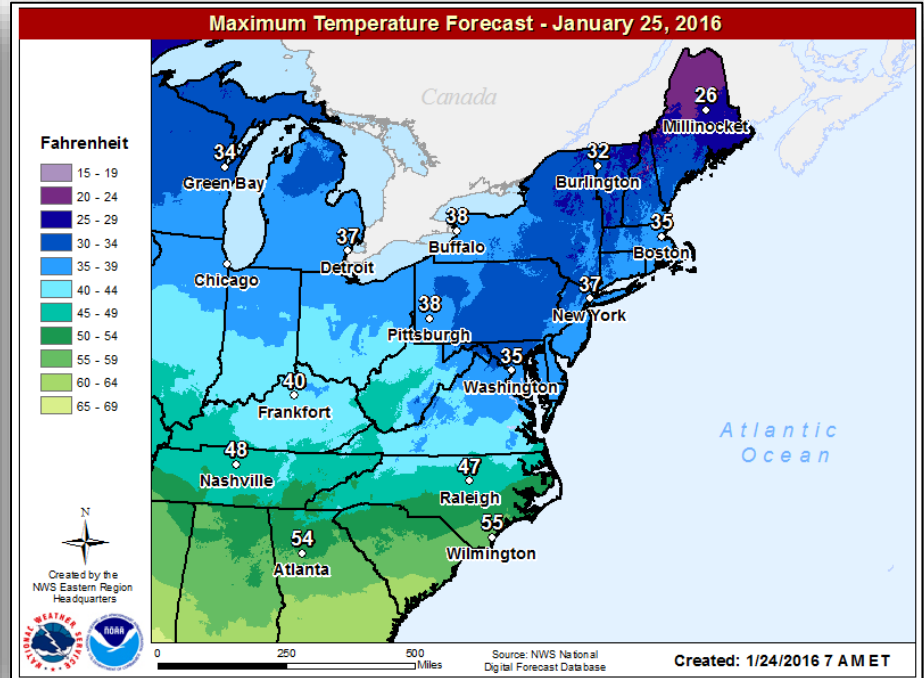 Maximum Temperature Forecast - January 25, 2016
Canada
26
Millinocket
Fahrenheit
15 - 19
20 - 24
25 - 29
30 - 34
35 - 39
40 - 44
45 - 49
50 - 54
55 - 59
60 - 64
65 - 69
34
Green Bay
32
Burlington
38
Buffalo
35
Boston
37
Detroit
Chicago
37
New York
38
Pittsburgh
35
Washington
40
Frankfort
Atlantic
Ocean
48
Nashville
47
Raleigh
55
Wilmington
54
Atlanta
N
Created by the
NWS Eastern Region
Headquarters
NATIONAL WEATHER SERVICE
NOAA
0
250
500
Miles
Source: NWS National
Digital Forecast Database
Created: 1/24/2016 7 AM ET